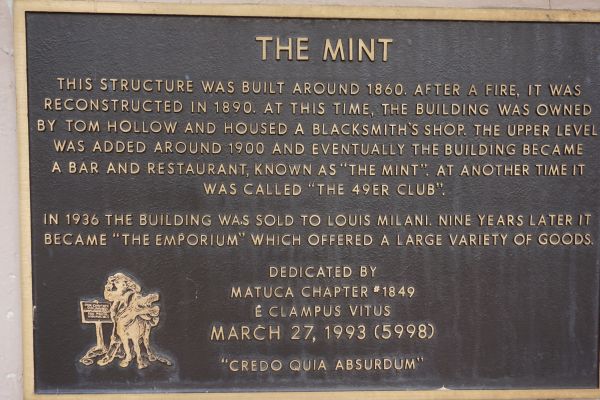 THE MINT
THIS STRUCTURE WAS BUILT AROUND 1860. AFTER A FIRE, IT WAS
RECONSTRUCTED IN 1890. AT THIS TIME, THE BUILDING WAS OWNED
BY TOM HOLLOW AND HOUSED A BLACKSMITH'S SHOP. THE UPPER LEVEL
WAS ADDED AROUND 1900 AND EVENTUALLY THE BUILDING BECAME
A BAR AND RESTAURANT, KNOWN AS "THE MINT". AT ANOTHER TIME IT
WAS CALLED "THE 49ER CLUB".
IN 1936 THE BUILDING WAS SOLD TO LOUIS MILANI. NINE YEARS LATER IT
BECAME "THE EMPORIUM" WHICH OFFERED A LARGE VARIETY OF GOODS.
DEDICATED BY
MATUCA CHAPTER #1849
E CLAMPUS VITUS
MARCH 27, 1993 (5998)
"CREDO QUIA ABSURDUM"